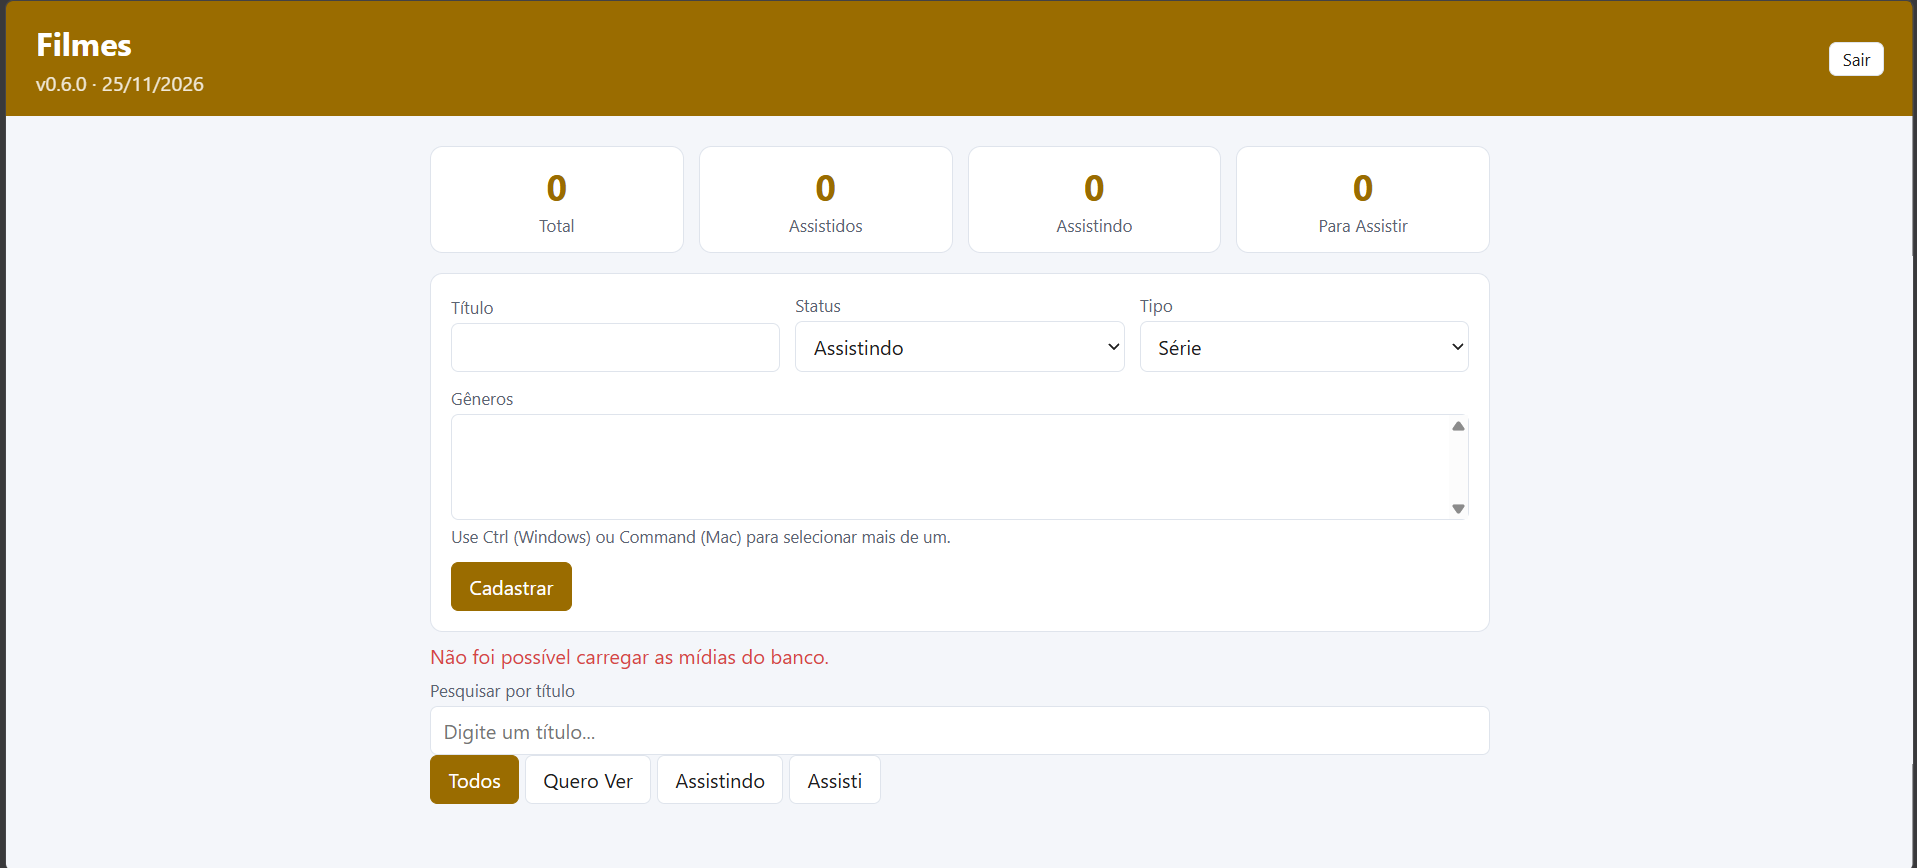 Filmes
v0.6.0 · 25/11/2026
Sair
0
Total
0
Assistidos
0
Assistindo
0
Para Assistir
Título
Status
Tipo
Assistindo
Série
Gêneros
Use Ctrl (Windows) ou Command (Mac) para selecionar mais de um.
Cadastrar
Não foi possível carregar as mídias do banco.
Pesquisar por título
Digite um título...
Todos
Quero Ver
Assistindo
Assisti